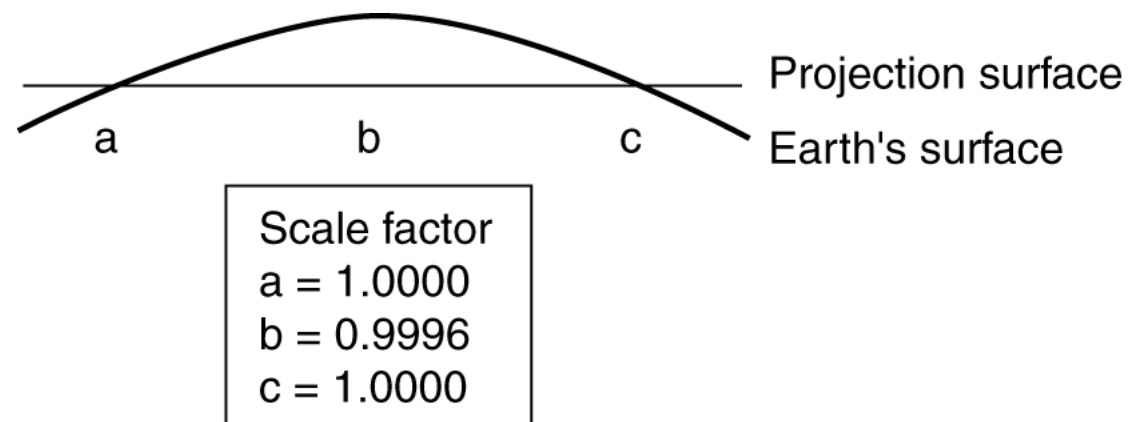 Projection surface
a b c
Earth's surface
Scale factor
a = 1.0000
b = 0.9996
c = 1.0000